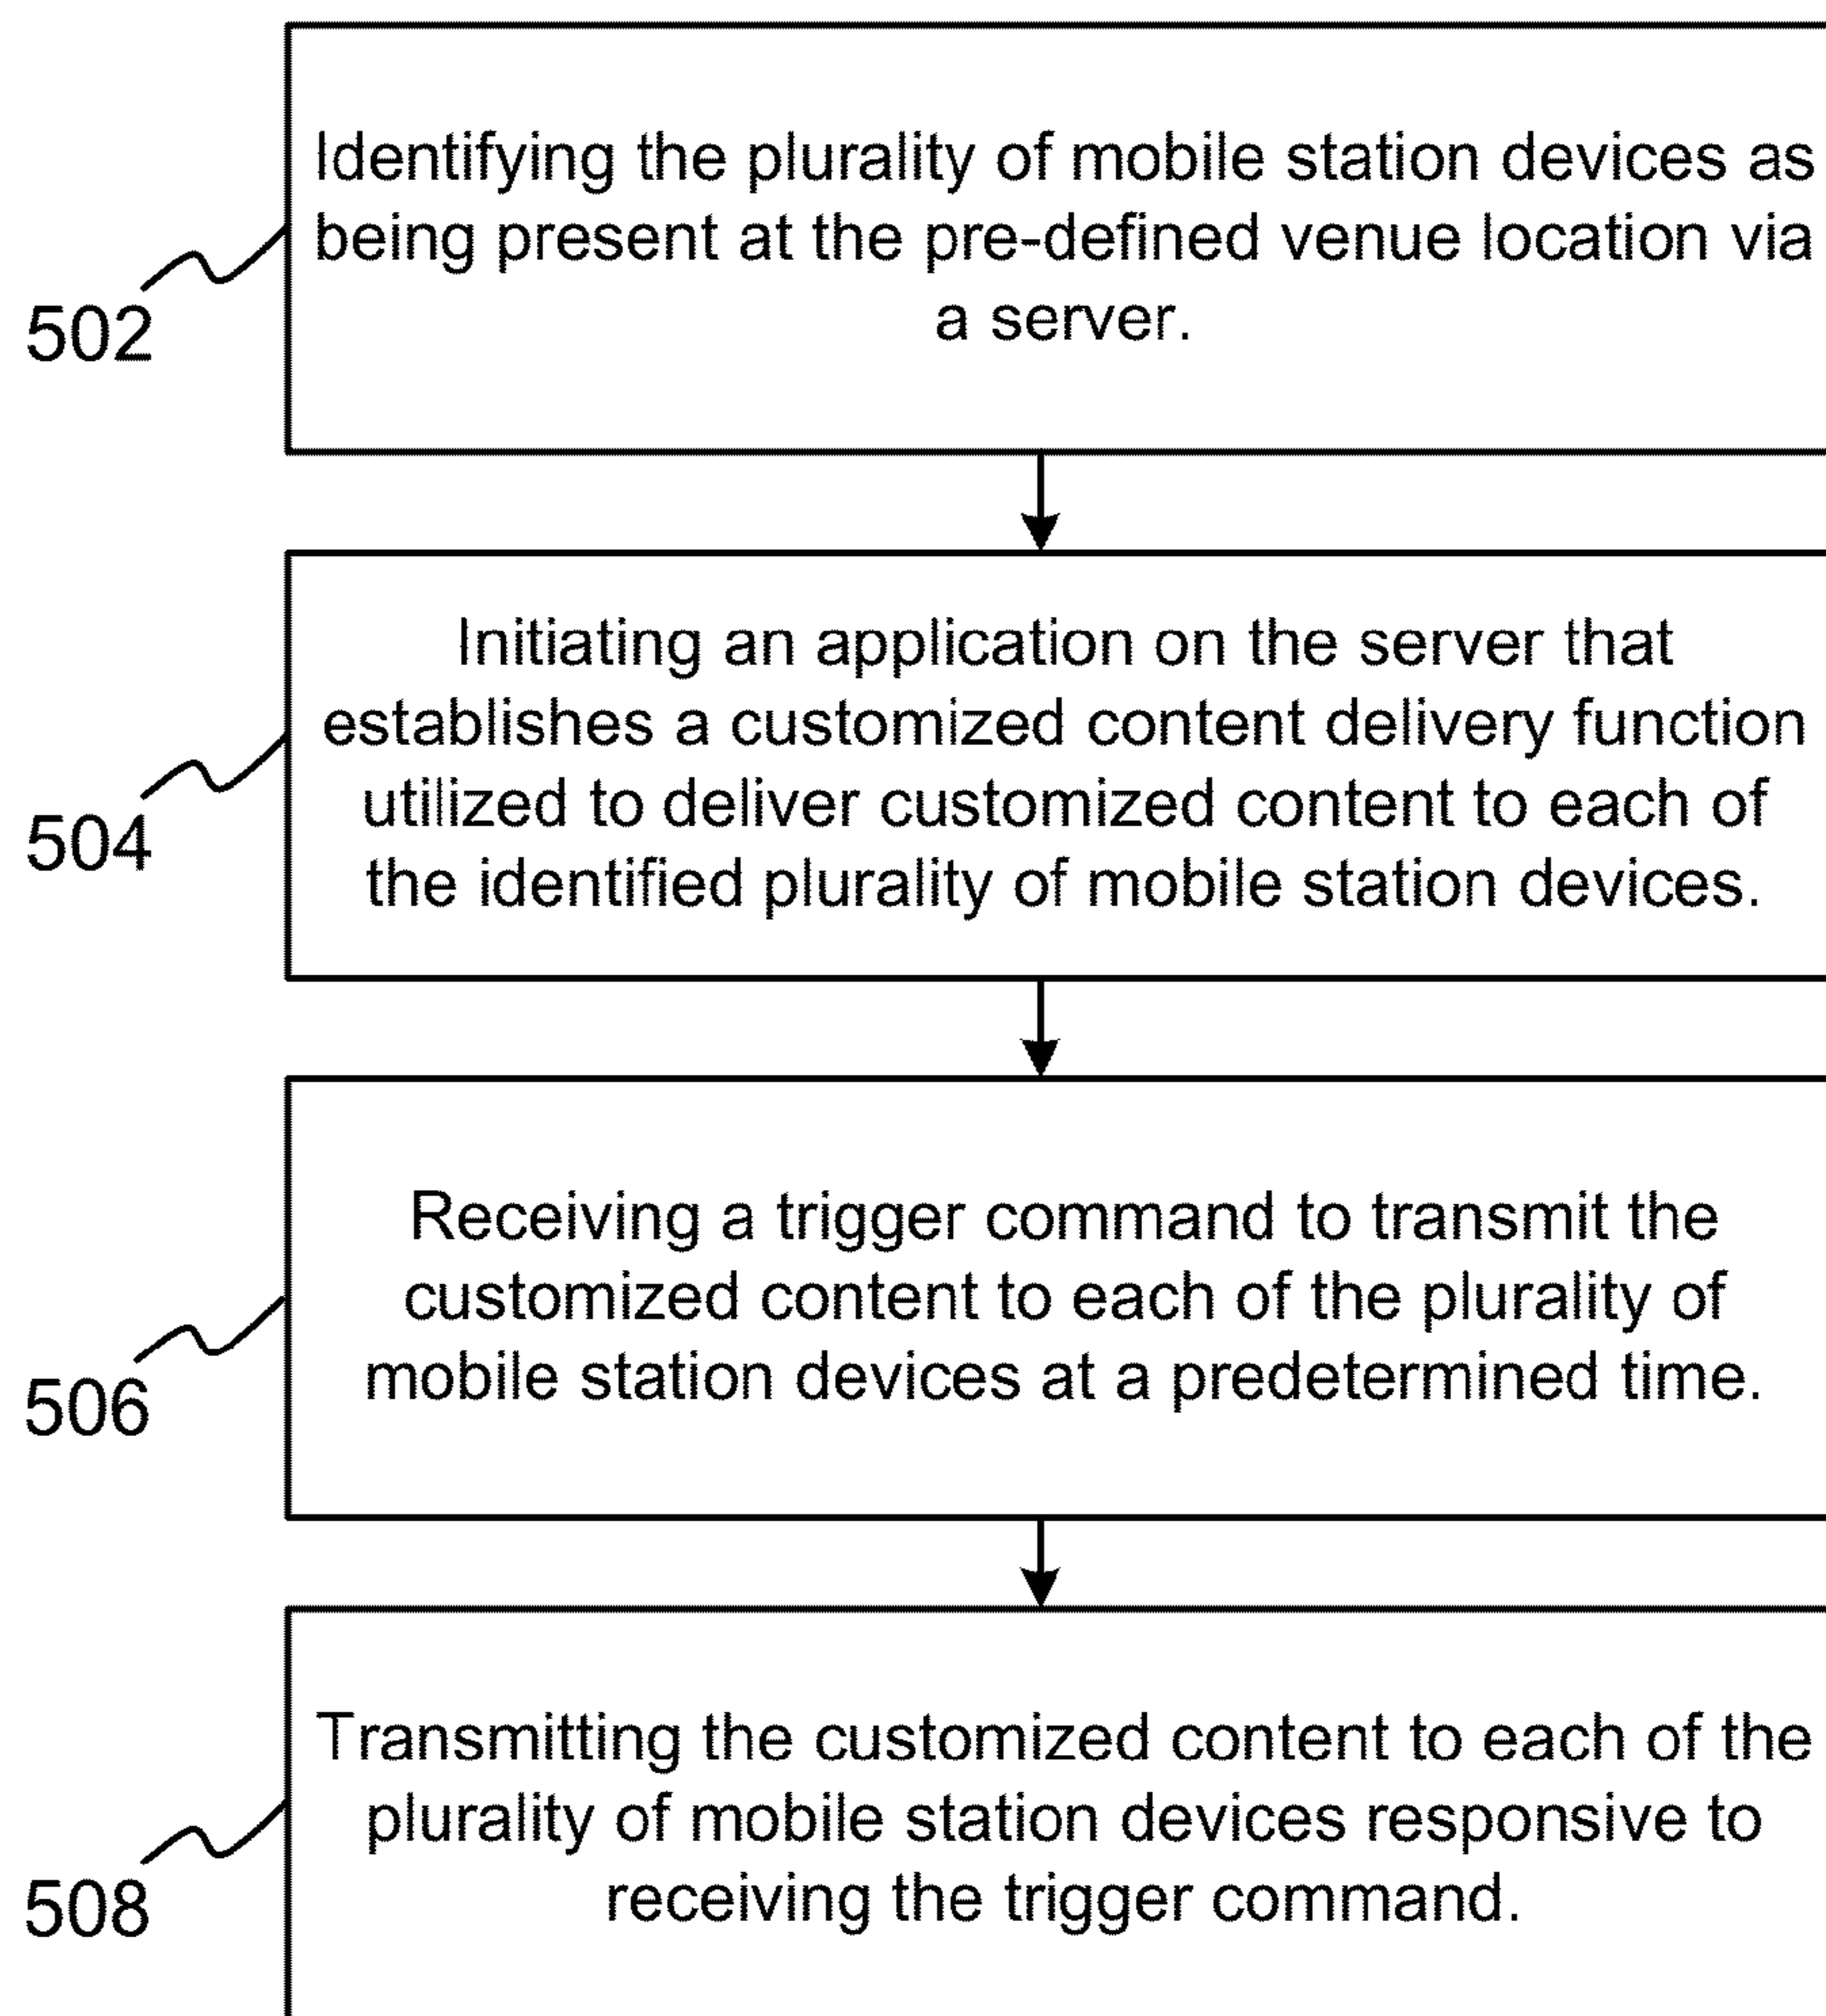 Identifying the plurality of mobile station devices as
being present at the pre-defined venue location via
a server.
502
Initiating an application on the server that
establishes a customized content delivery function
utilized to deliver customized content to each of
the identified plurality of mobile station devices.
504
Receiving a trigger command to transmit the
customized content to each of the plurality of
mobile station devices at a predetermined time.
506
Transmitting the customized content to each of the
plurality of mobile station devices responsive to
receiving the trigger command.
508